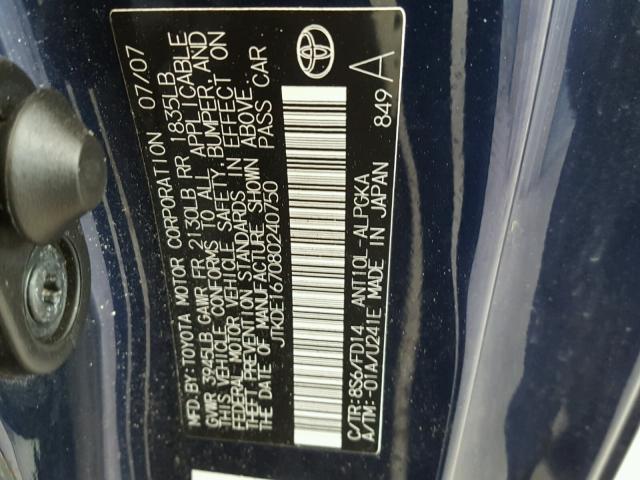 MFD. BY: TOYOTA MOTOR CORPORATION 07/07
GVWR 3945LB GAWR FR 2130LB RR 1835LB
THIS VEHICLE CONFORMS TO ALL APPLICABLE
FEDERAL MOTOR VEHICLE SAFETY, BUMPER, AND
THEFT PREVENTION STANDARDS IN EFFECT ON
THE DATE OF MANUFACTURE SHOWN ABOVE.
JTKDE167080240750 PASS CAR
C/TR: 8S6/FD14 ANT10L-ALPGKA 849 A
A/TM: -01A/U241E MADE IN JAPAN